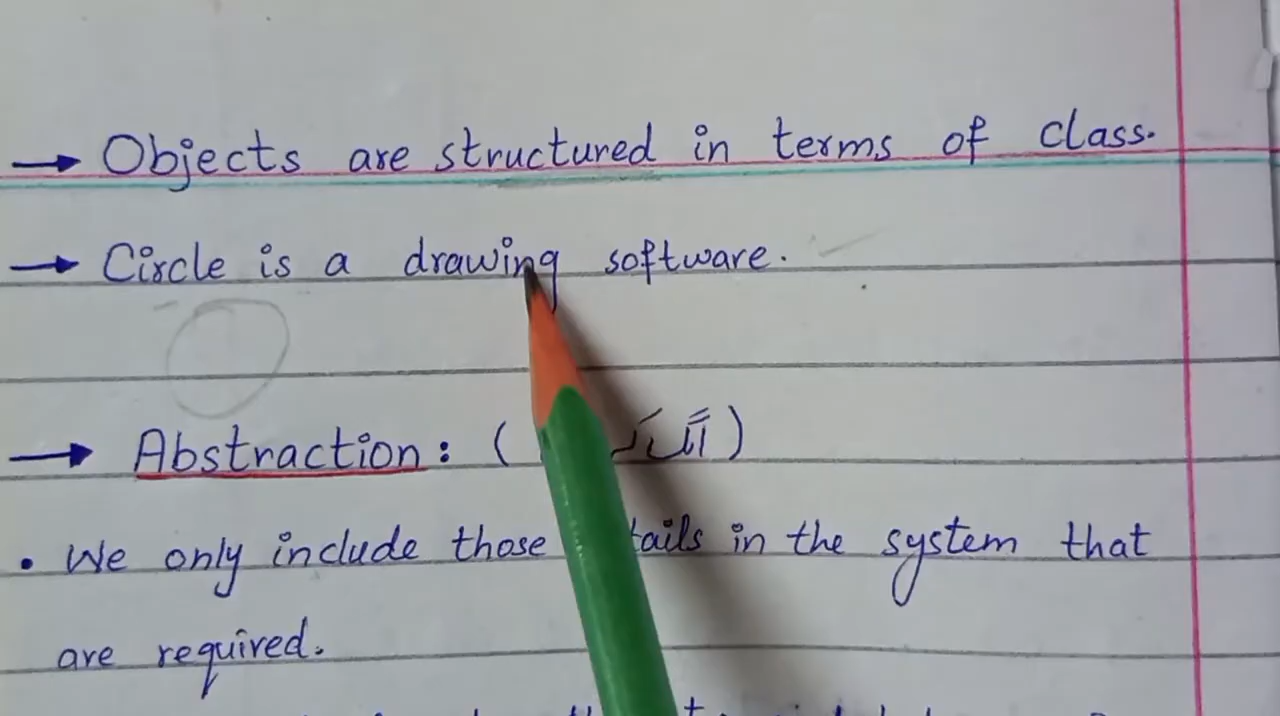 → Objects are structured in terms of class.
→ Circle is a drawing software.
→ Abstraction: ( )
• We only include those tails in the system that
are required.